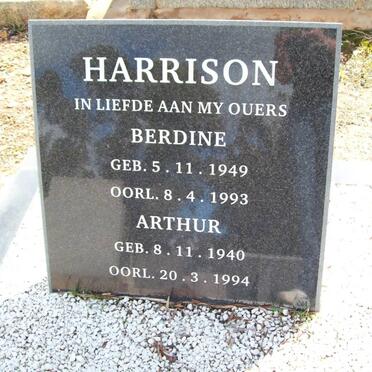 HARRISON
IN LIEFDE AAN MY OUERS
BERDINE
GEB. 5 . 11 . 1949
OORL. 8 . 4 . 1993
ARTHUR
GEB. 8 . 11 . 1940
OORL. 20 . 3 . 1994